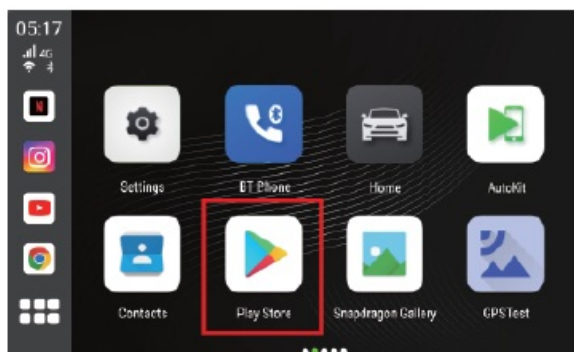 05:17
4G
Settings
BT Phone
Home
AutoKit
Contacts
Play Store
Snapdragon Gallery
GPSTest